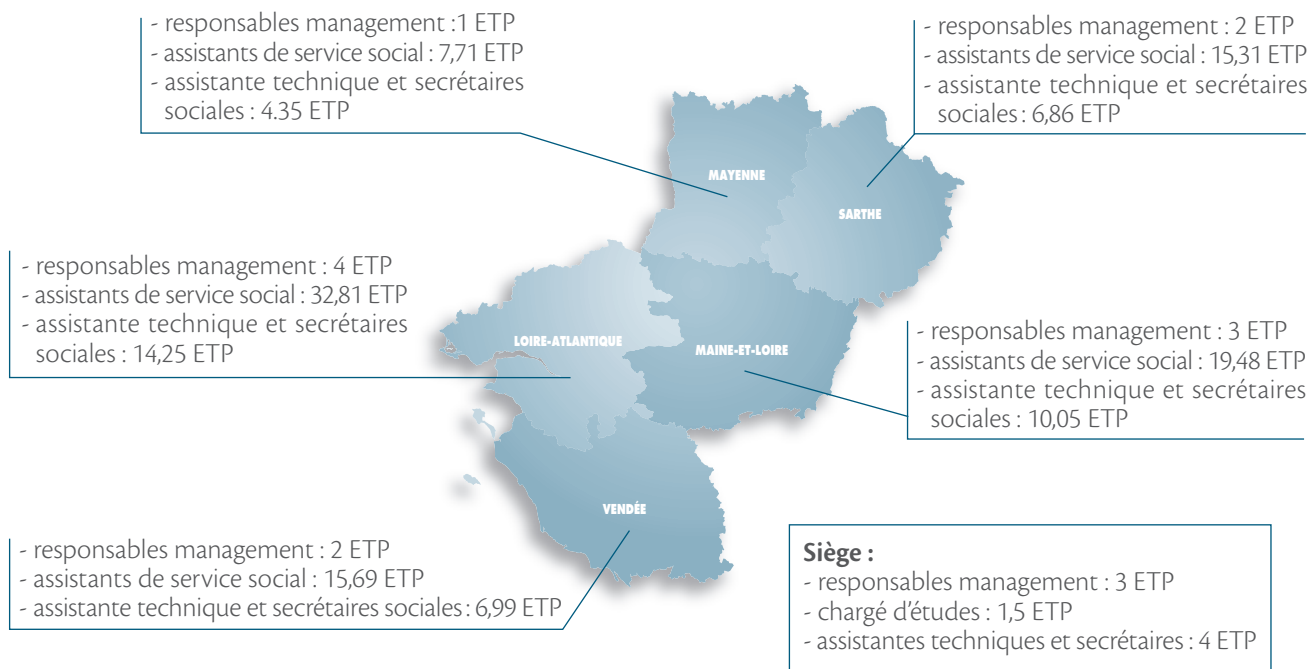 - responsables management :1 ETP
- assistants de service social : 7,71 ETP
- assistante technique et secrétaires
sociales : 4.35 ETP
- responsables management : 2 ETP
- assistants de service social : 15,31 ETP
- assistante technique et secrétaires
sociales : 6,86 ETP
MAYENNE
SARTHE
- responsables management : 4 ETP
- assistants de service social : 32,81 ETP
- assistante technique et secrétaires
sociales : 14,25 ETP
LOIRE-ATLANTIQUE
MAINE-ET-LOIRE
- responsables management : 3 ETP
- assistants de service social : 19,48 ETP
- assistante technique et secrétaires
sociales : 10,05 ETP
VENDÉE
- responsables management : 2 ETP
- assistants de service social : 15,69 ETP
- assistante technique et secrétaires sociales : 6,99 ETP
Siège :
- responsables management : 3 ETP
- chargé d'études : 1,5 ETP
- assistantes techniques et secrétaires : 4 ETP